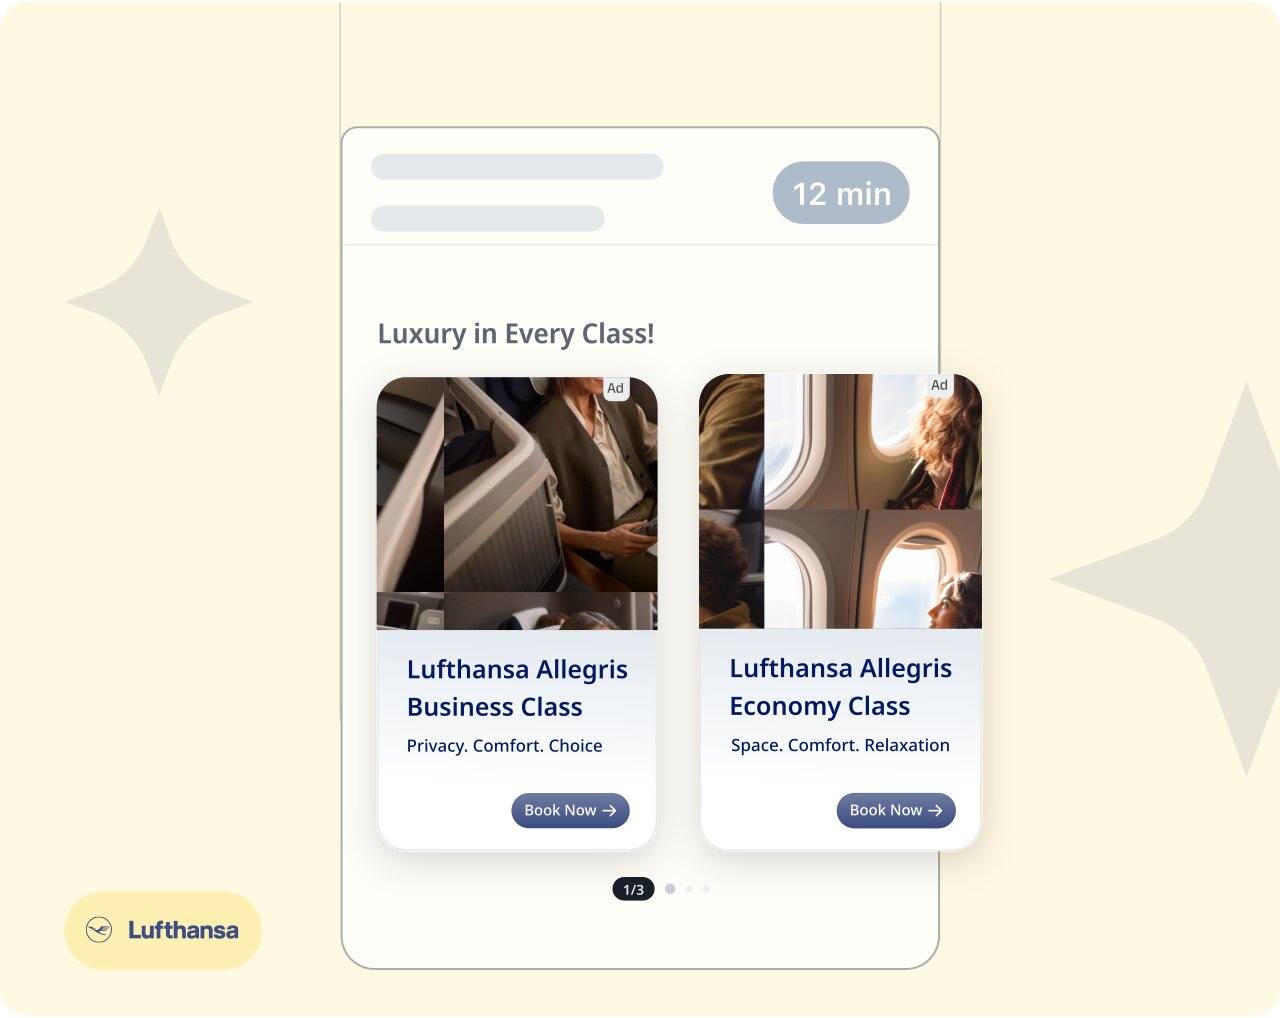 12 min
Luxury in Every Class!
Ad
Lufthansa Allegris
Business Class
Privacy. Comfort. Choice
Book Now →
Ad
Lufthansa Allegris
Economy Class
Space. Comfort. Relaxation
Book Now →
1/3
Lufthansa